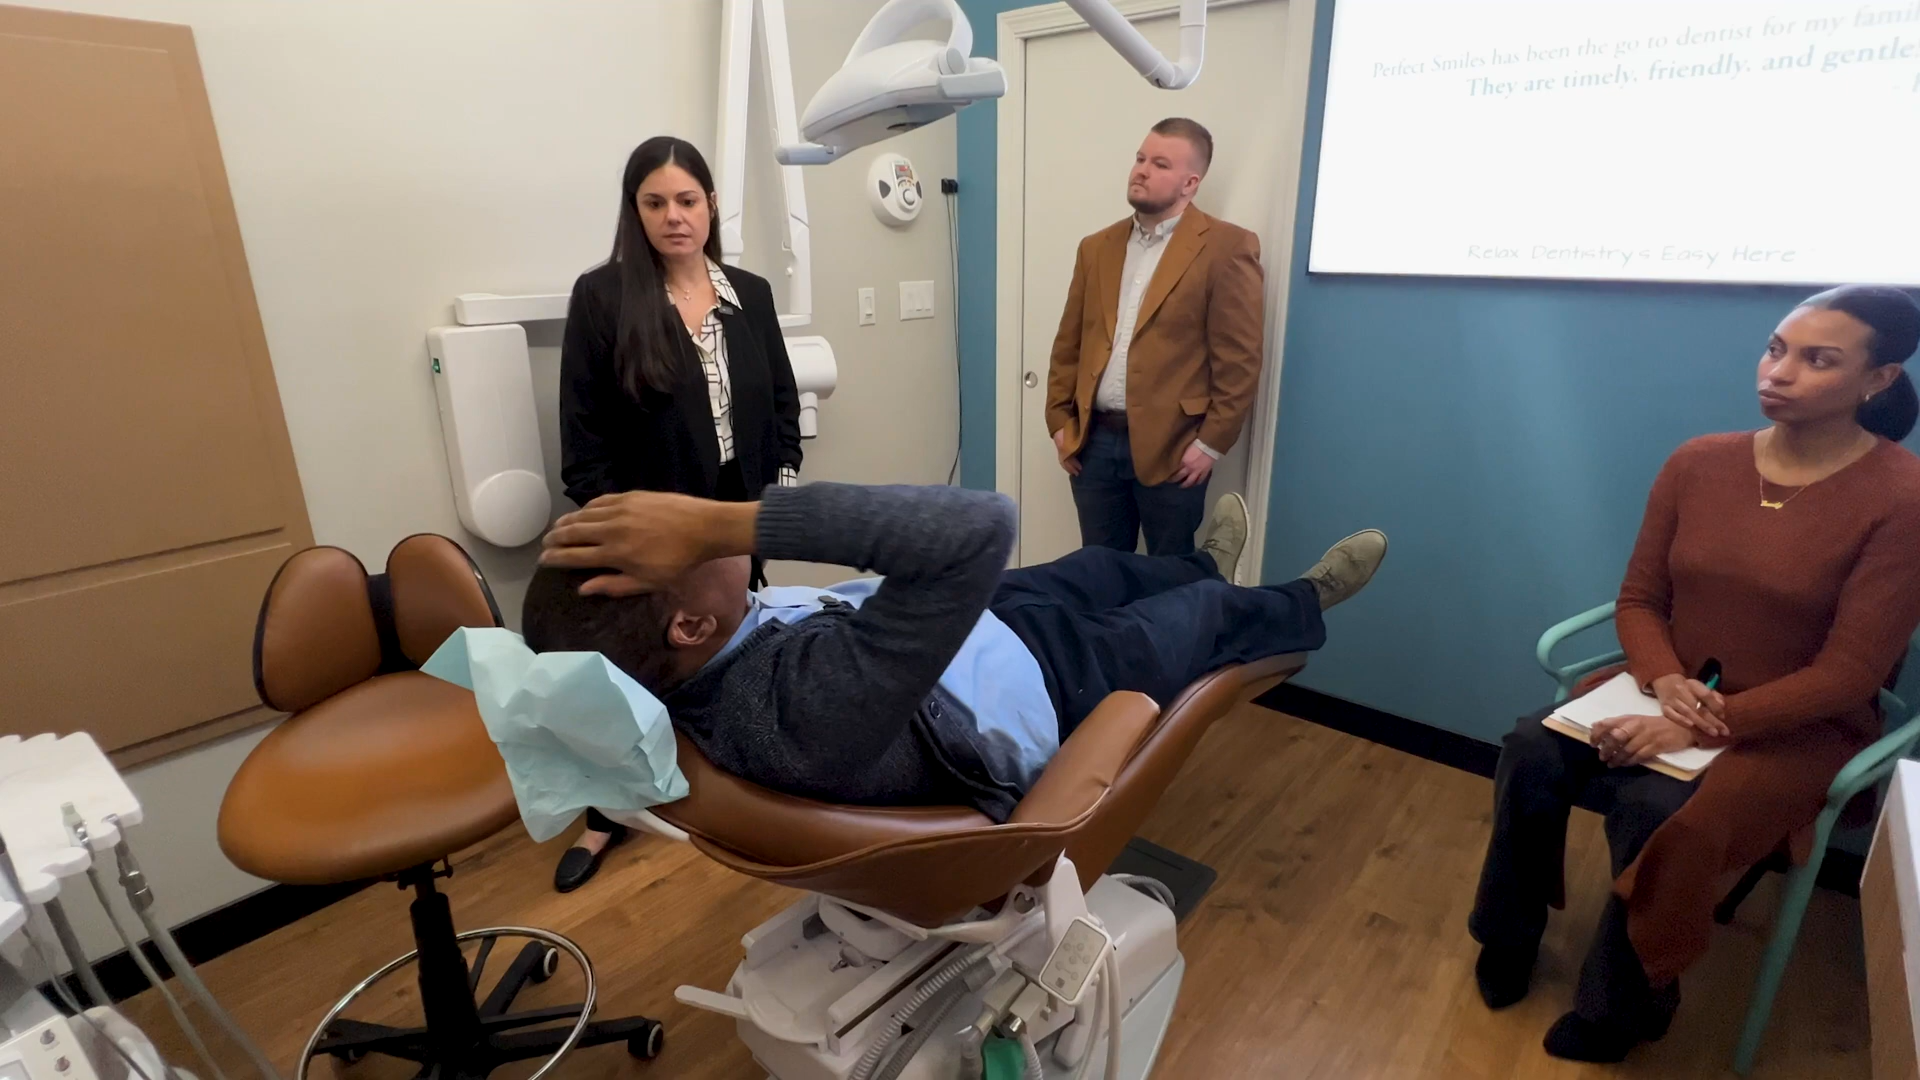 Perfect Smiles has been the go to dentist for my famil
They are timely, friendly, and gentle
Relax Dentistry's Easy Here